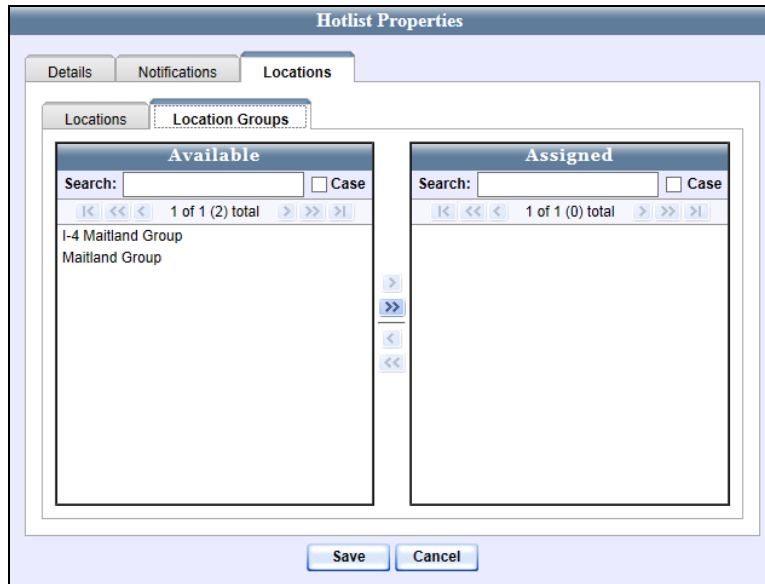 Hotlist Properties
Details Notifications Locations
Locations Location Groups
Available
Search: Case
|< << < 1 of 1 (2) total > >> >|
I-4 Maitland Group
Maitland Group
>
>>
<
<<
Assigned
Search: Case
|< << < 1 of 1 (0) total > >> >|
Save Cancel